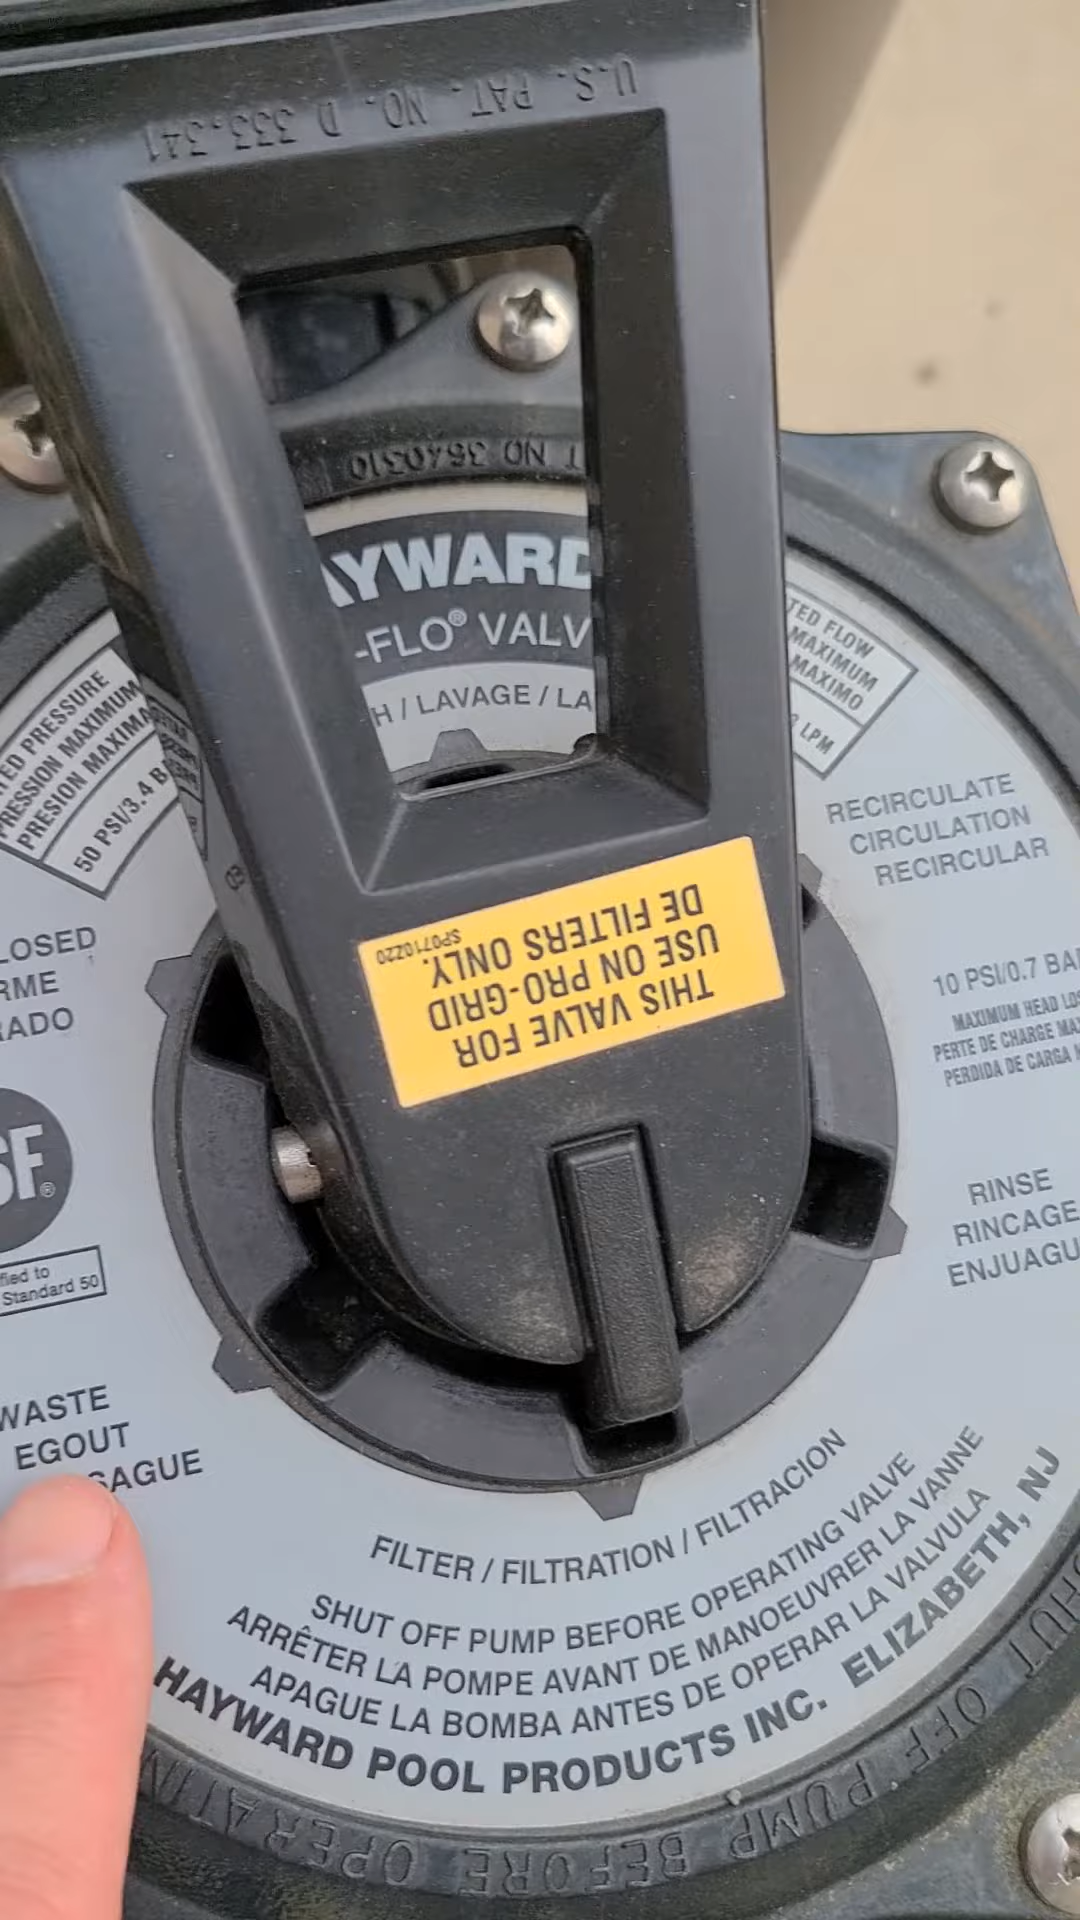 U.S. PAT. NO. D 333,341
T NO 3640310
AYWARD
-FLO® VALV
H / LAVAGE / LA
TED PRESSURE
PRESSION MAXIMUM
PRESION MAXIMA
50 PSI/3.4 BA
TED FLOW
MAXIMUM
MAXIMO
LPM
RECIRCULATE
CIRCULATION
RECIRCULAR
THIS VALVE FOR
USE ON PRO-GRID
DE FILTERS ONLY.
SP0710Z20
LOSED
RME
RADO
10 PSI/0.7 BA
MAXIMUM HEAD LOS
PERTE DE CHARGE MA
PERDIDA DE CARGA
SF®
fied to
Standard 50
RINSE
RINCAGE
ENJUAGU
WASTE
EGOUT
SAGUE
FILTER / FILTRATION / FILTRACION
SHUT OFF PUMP BEFORE OPERATING VALVE
ARRÊTER LA POMPE AVANT DE MANOEUVRER LA VANNE
APAGUE LA BOMBA ANTES DE OPERAR LA VALVULA
HAYWARD POOL PRODUCTS INC. ELIZABETH, NJ
SHUT OFF PUMP BEFORE OPERATIN